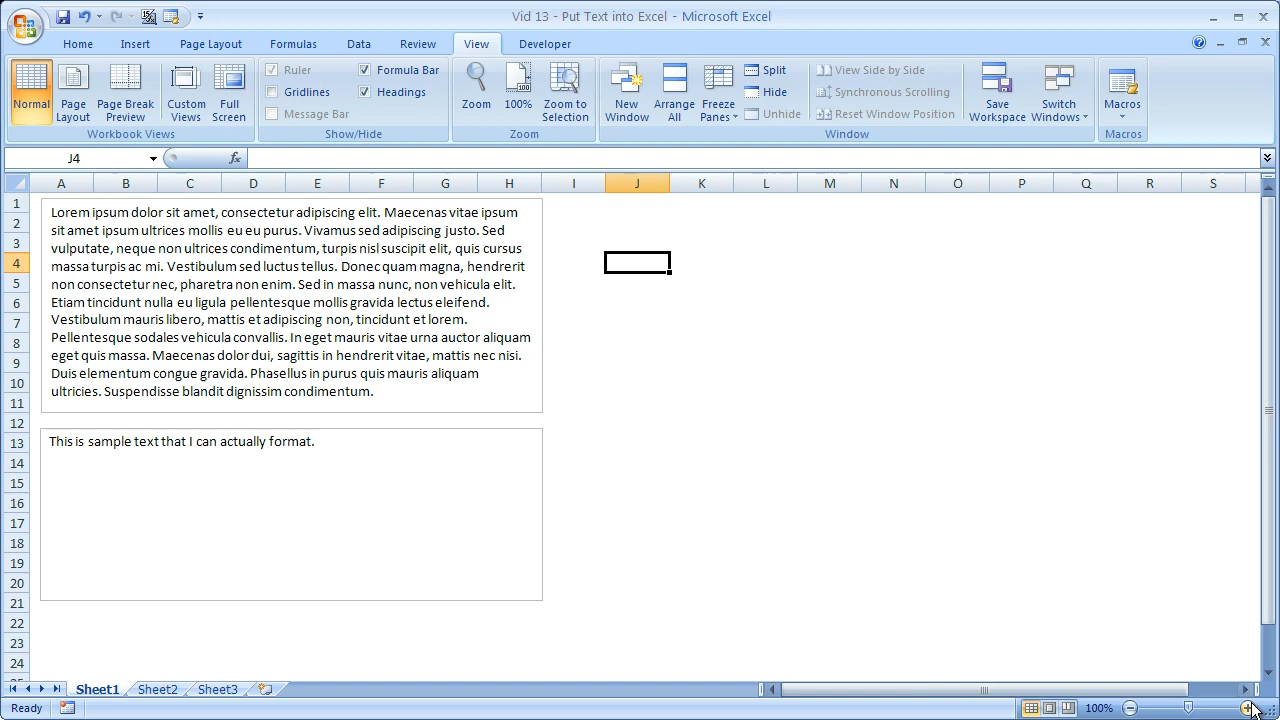 Vid 13 - Put Text into Excel - Microsoft Excel
Home Insert Page Layout Formulas Data Review View Developer
Normal
Page Layout
Page Break Preview
Custom Views
Full Screen
Workbook Views
Ruler
Gridlines
Message Bar
Formula Bar
Headings
Show/Hide
Zoom
100%
Zoom to Selection
Zoom
New Window
Arrange All
Freeze Panes
Split
Hide
Unhide
View Side by Side
Synchronous Scrolling
Reset Window Position
Save Workspace
Switch Windows
Window
Macros
Macros
J4
fx
A B C D E F G H I J K L M N O P Q R S
1
2
3
4
5
6
7
8
9
10
11
12
13
14
15
16
17
18
19
20
21
22
23
24
Lorem ipsum dolor sit amet, consectetur adipiscing elit. Maecenas vitae ipsum
sit amet ipsum ultrices mollis eu eu purus. Vivamus sed adipiscing justo. Sed
vulputate, neque non ultrices condimentum, turpis nisl suscipit elit, quis cursus
massa turpis ac mi. Vestibulum sed luctus tellus. Donec quam magna, hendrerit
non consectetur nec, pharetra non enim. Sed in massa nunc, non vehicula elit.
Etiam tincidunt nulla eu ligula pellentesque mollis gravida lectus eleifend.
Vestibulum mauris libero, mattis et adipiscing non, tincidunt et lorem.
Pellentesque sodales vehicula convallis. In eget mauris vitae urna auctor aliquam
eget quis massa. Maecenas dolor dui, sagittis in hendrerit vitae, mattis nec nisi.
Duis elementum congue gravida. Phasellus in purus quis mauris aliquam
ultricies. Suspendisse blandit dignissim condimentum.
This is sample text that I can actually format.
Sheet1 Sheet2 Sheet3
Ready
100%